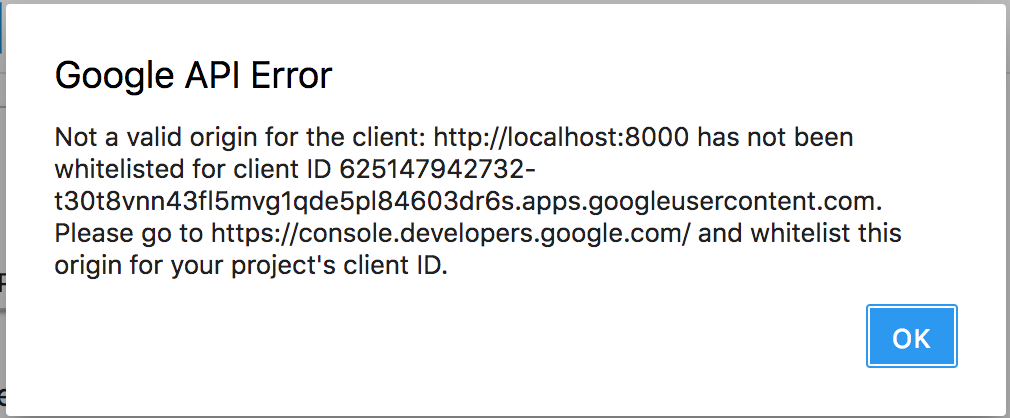 Google API Error
Not a valid origin for the client: http://localhost:8000 has not been
whitelisted for client ID 625147942732-
t30t8vnn43fl5mvg1qde5pl84603dr6s.apps.googleusercontent.com.
Please go to https://console.developers.google.com/ and whitelist this
origin for your project's client ID.
OK